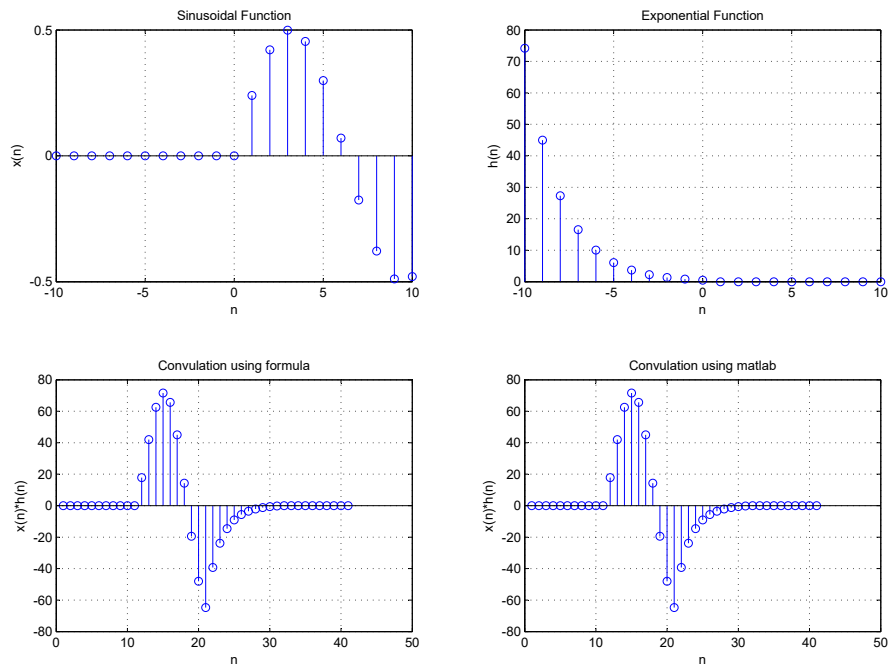 Sinusoidal Function
0.5
0
-0.5
x(n)
-10 -5 0 5 10
n
Exponential Function
80
70
60
50
40
30
20
10
0
h(n)
-10 -5 0 5 10
n
Convulation using formula
80
60
40
20
0
-20
-40
-60
-80
x(n)*h(n)
0 10 20 30 40 50
n
Convulation using matlab
80
60
40
20
0
-20
-40
-60
-80
x(n)*h(n)
0 10 20 30 40 50
n